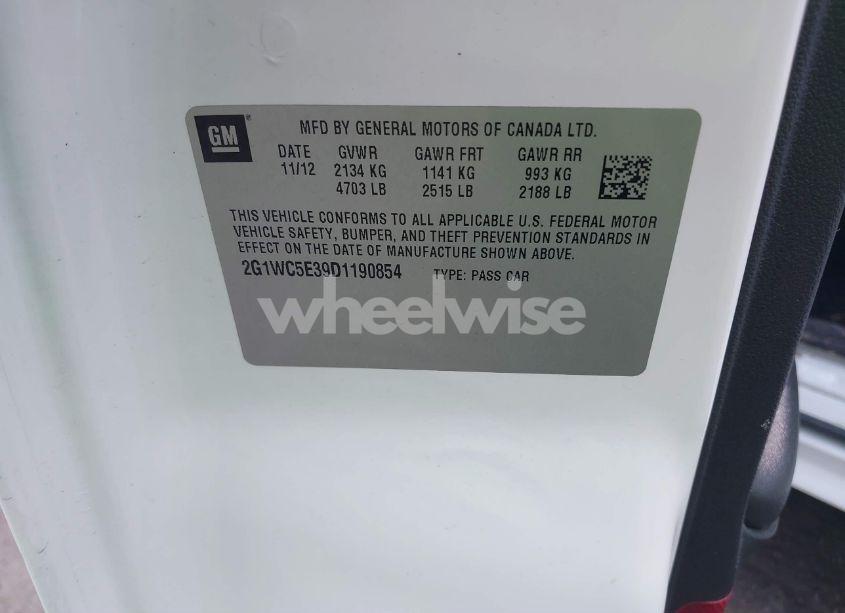 GM
MFD BY GENERAL MOTORS OF CANADA LTD.
DATE GVWR GAWR FRT GAWR RR
11/12 2134 KG 1141 KG 993 KG
4703 LB 2515 LB 2188 LB
THIS VEHICLE CONFORMS TO ALL APPLICABLE U.S. FEDERAL MOTOR
VEHICLE SAFETY, BUMPER, AND THEFT PREVENTION STANDARDS IN
EFFECT ON THE DATE OF MANUFACTURE SHOWN ABOVE.
2G1WC5E39D1190854 TYPE: PASS CAR
wheelwise